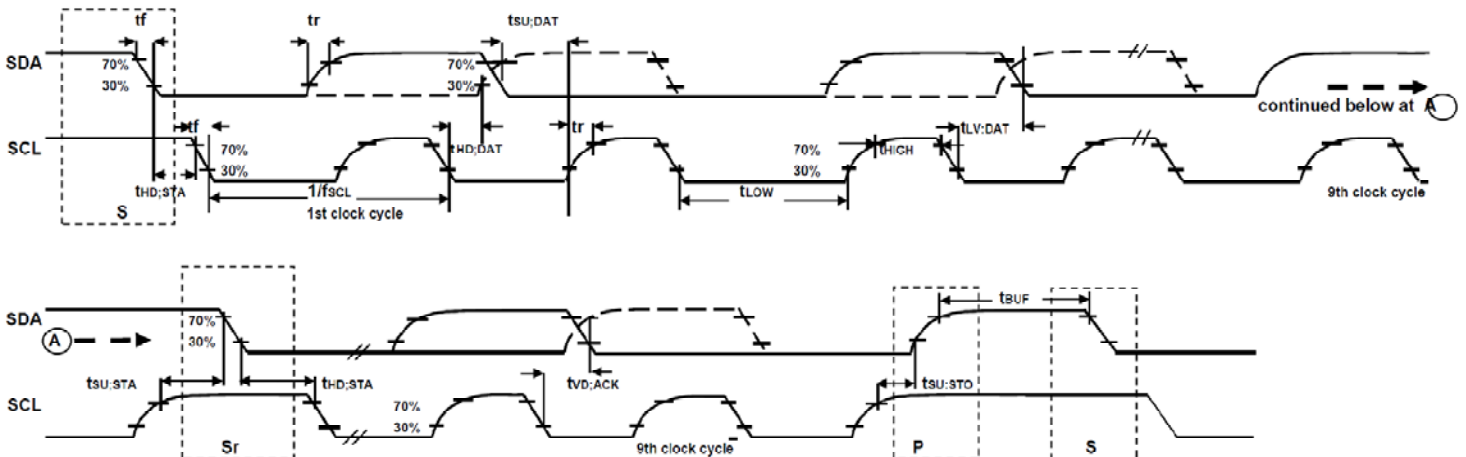 tf tr tSU;DAT
SDA 70% 30% 70% 30%
continued below at A
tf tHD;DAT tr tLV:DAT
SCL 70% 30% 70% 30% tHIGH
tHD;STA 1/fSCL tLOW
S 1st clock cycle 9th clock cycle
tBUF
SDA 70% 30%
A
tSU:STA tHD;STA tVD;ACK tSU:STO
SCL 70% 30%
Sr 9th clock cycle P S